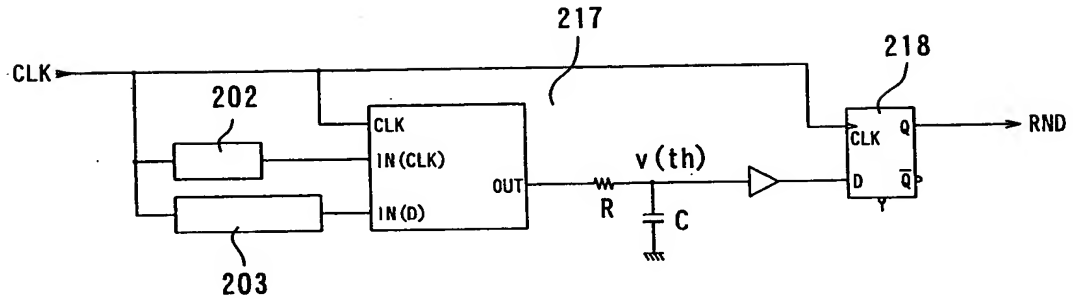 217
218
CLK
202
CLK
CLK
Q
RND
IN(CLK)
v(th)
OUT
R
D
Q̅
IN(D)
C
203